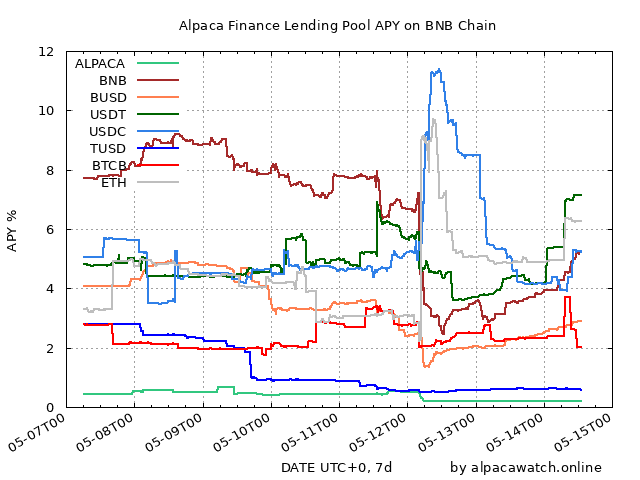 Alpaca Finance Lending Pool APY on BNB Chain
12
10
8
6
4
2
0
APY %
ALPACA
BNB
BUSD
USDT
USDC
TUSD
BTCB
ETH
05-07T00
05-08T00
05-09T00
05-10T00
05-11T00
05-12T00
05-13T00
05-14T00
05-15T00
DATE UTC+0, 7d
by alpacawatch.online